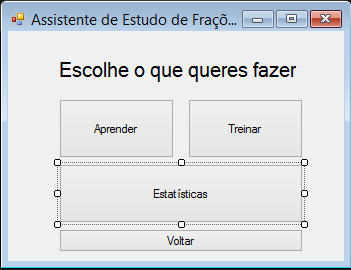 Assistente de Estudo de Fraçõ...
Escolhe o que queres fazer
Aprender
Treinar
Estatísticas
Voltar